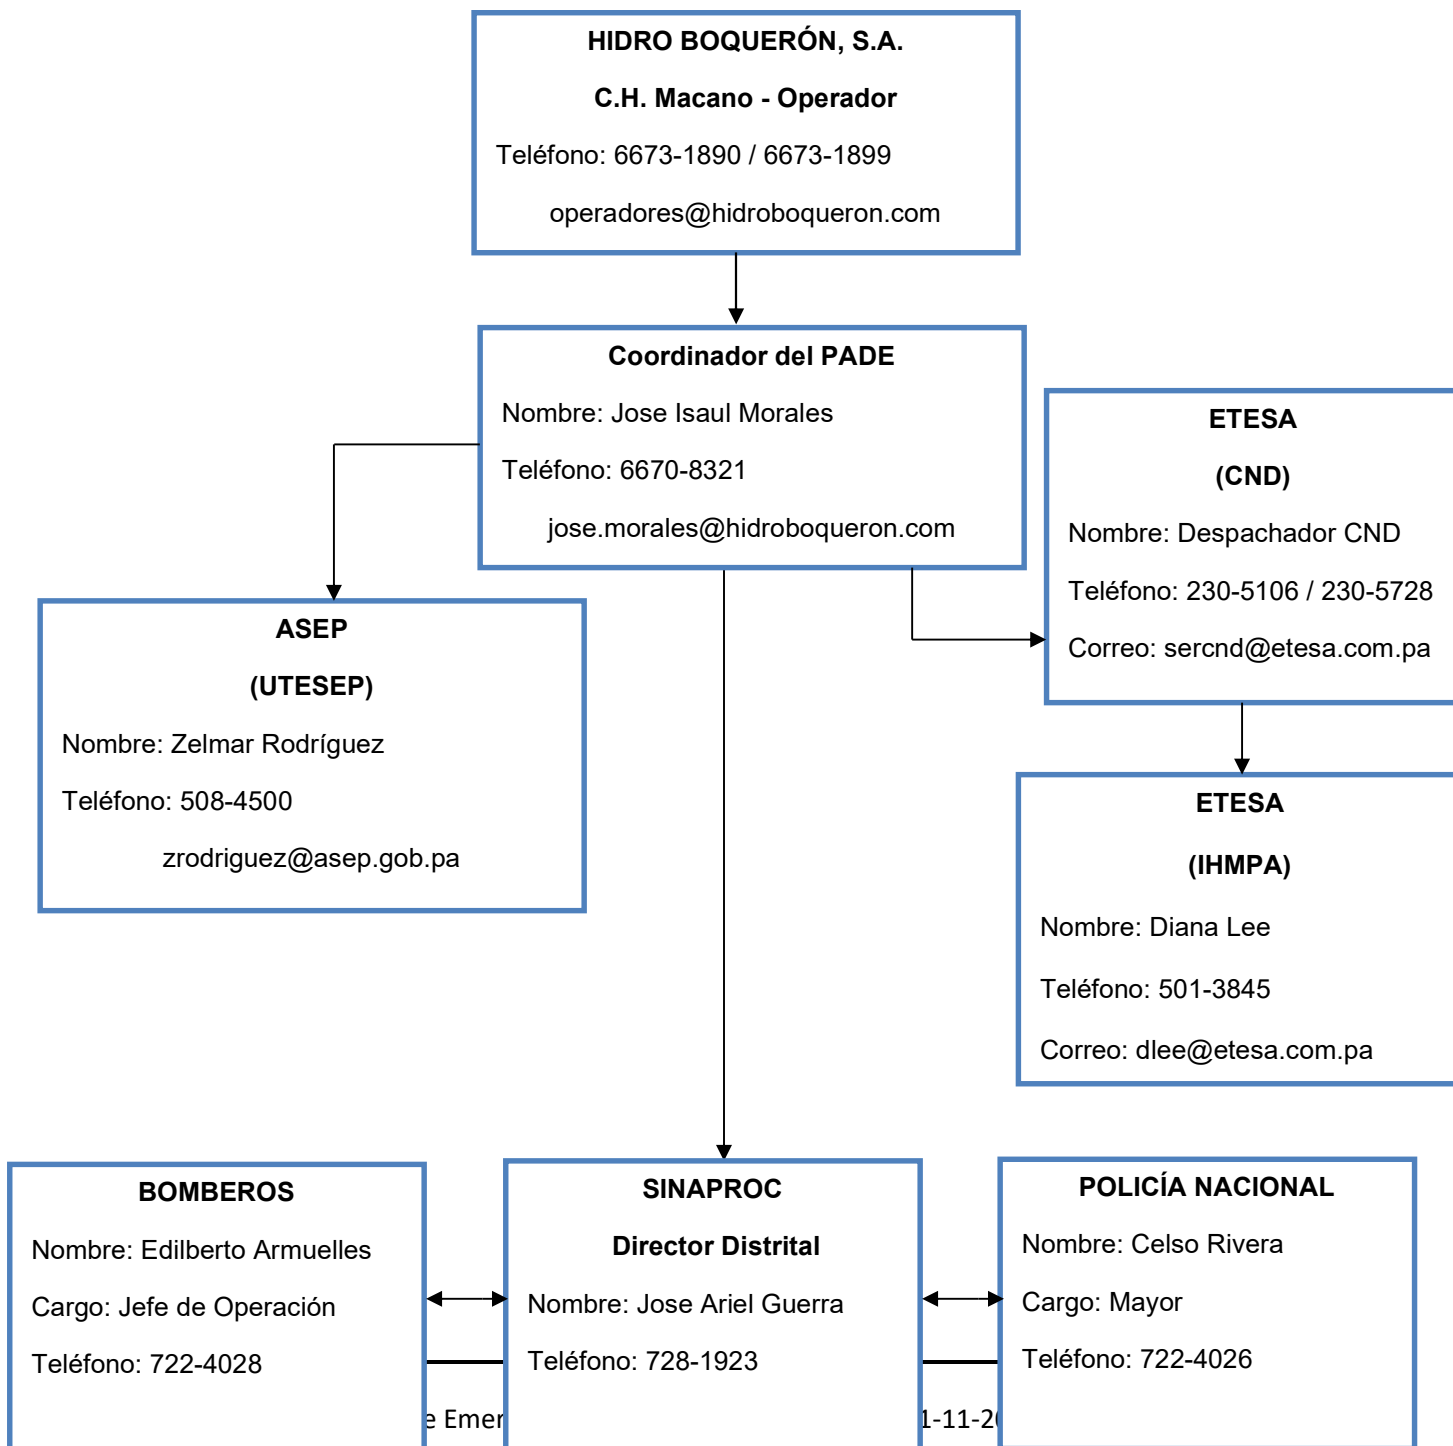 HIDRO BOQUERÓN, S.A.
C.H. Macano - Operador
Teléfono: 6673-1890 / 6673-1899
operadores@hidroboqueron.com
Coordinador del PADE
Nombre: Jose Isaul Morales
Teléfono: 6670-8321
jose.morales@hidroboqueron.com
ETESA
(CND)
Nombre: Despachador CND
Teléfono: 230-5106 / 230-5728
Correo: sercnd@etesa.com.pa
ASEP
(UTESEP)
Nombre: Zelmar Rodríguez
Teléfono: 508-4500
zrodriguez@asep.gob.pa
ETESA
(IHMPA)
Nombre: Diana Lee
Teléfono: 501-3845
Correo: dlee@etesa.com.pa
BOMBEROS
Nombre: Edilberto Armuelles
Cargo: Jefe de Operación
Teléfono: 722-4028
SINAPROC
Director Distrital
Nombre: Jose Ariel Guerra
Teléfono: 728-1923
POLICÍA NACIONAL
Nombre: Celso Rivera
Cargo: Mayor
Teléfono: 722-4026